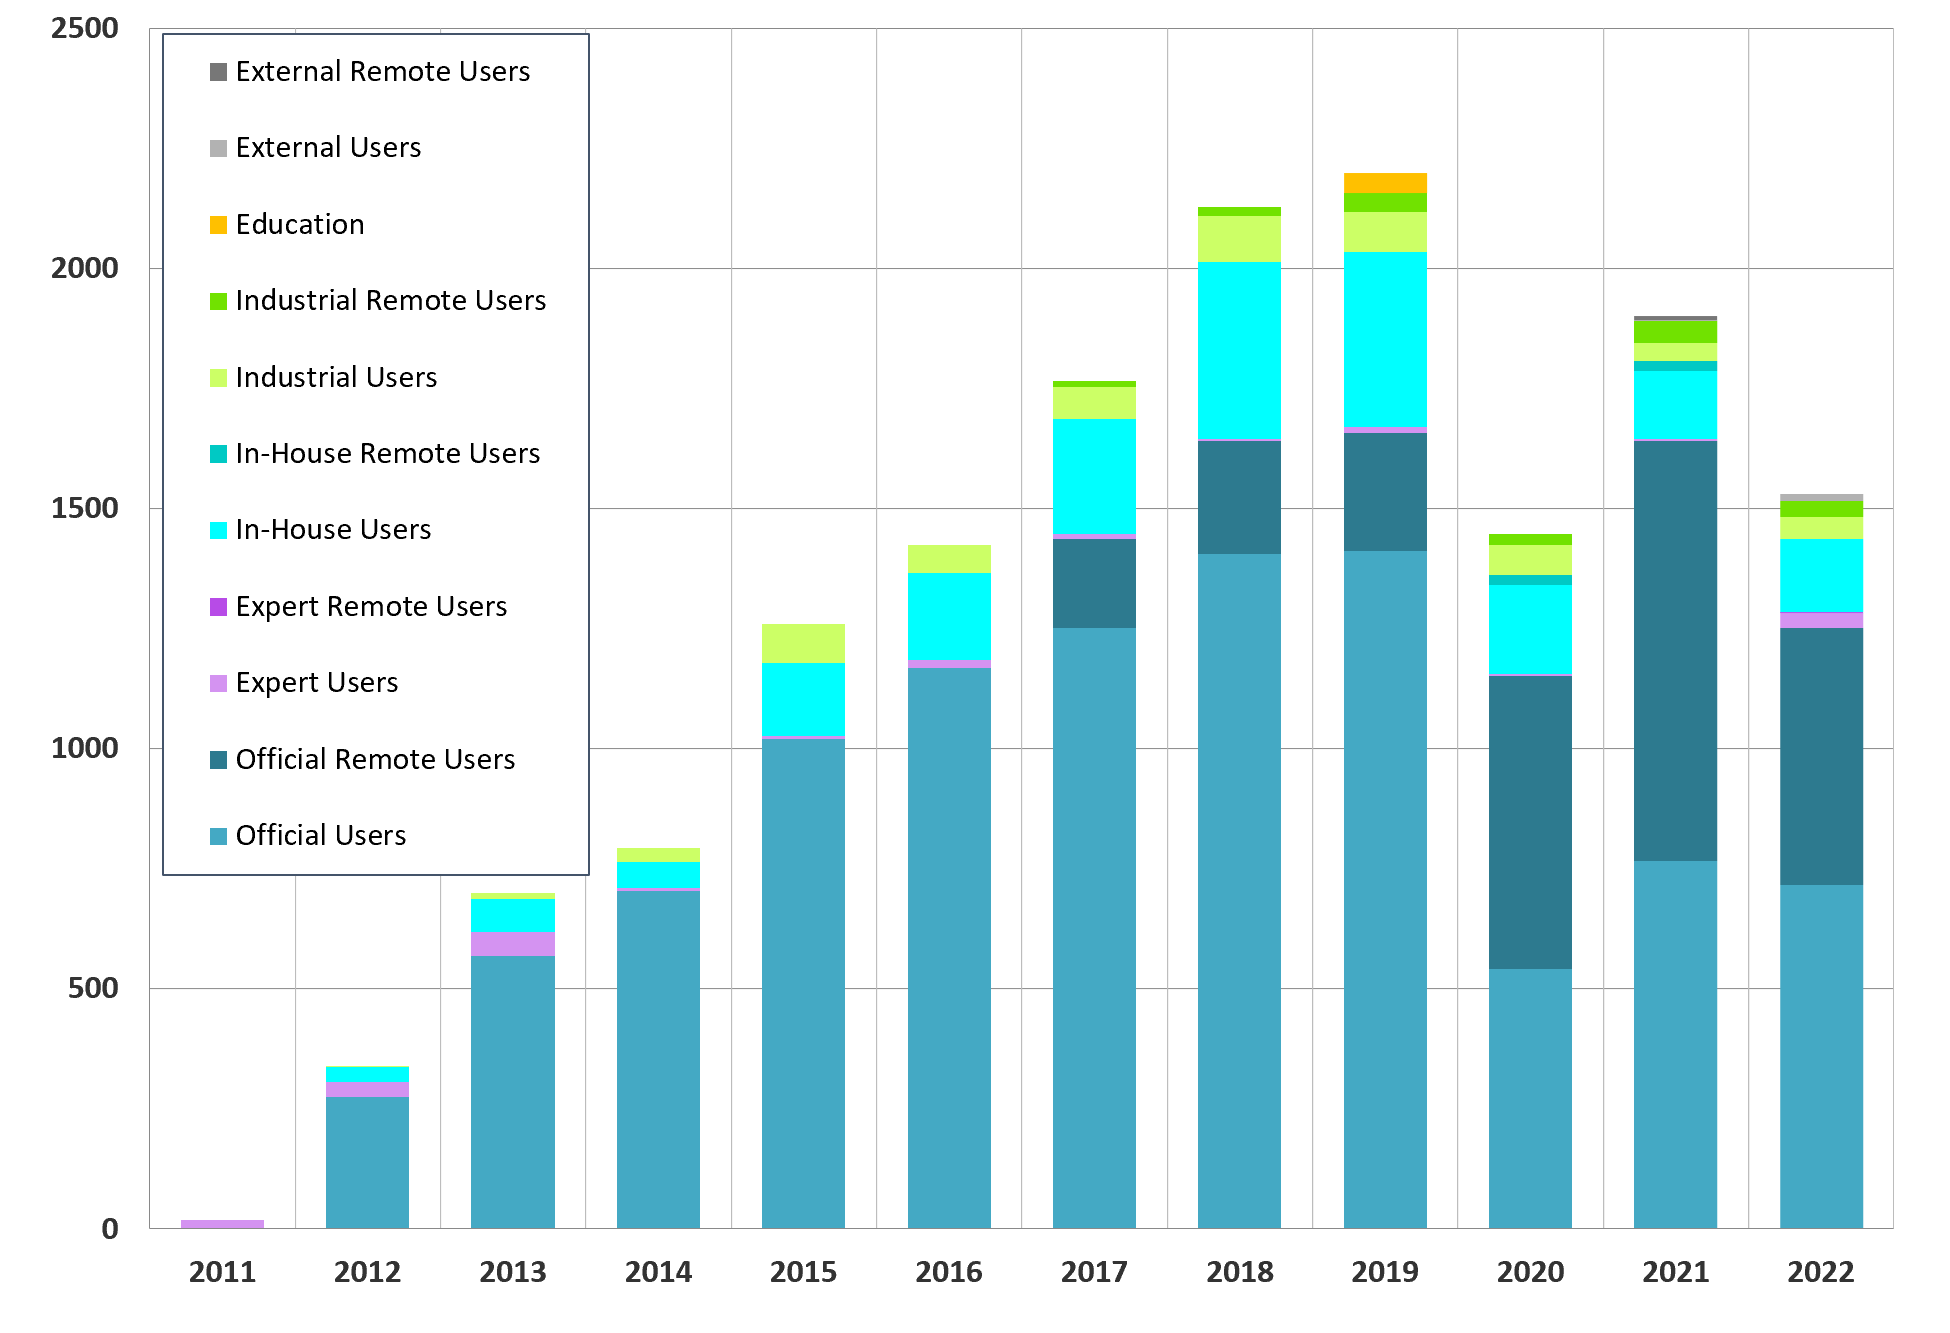 2500
2000
1500
1000
500
0
External Remote Users
External Users
Education
Industrial Remote Users
Industrial Users
In-House Remote Users
In-House Users
Expert Remote Users
Expert Users
Official Remote Users
Official Users
2011 2012 2013 2014 2015 2016 2017 2018 2019 2020 2021 2022